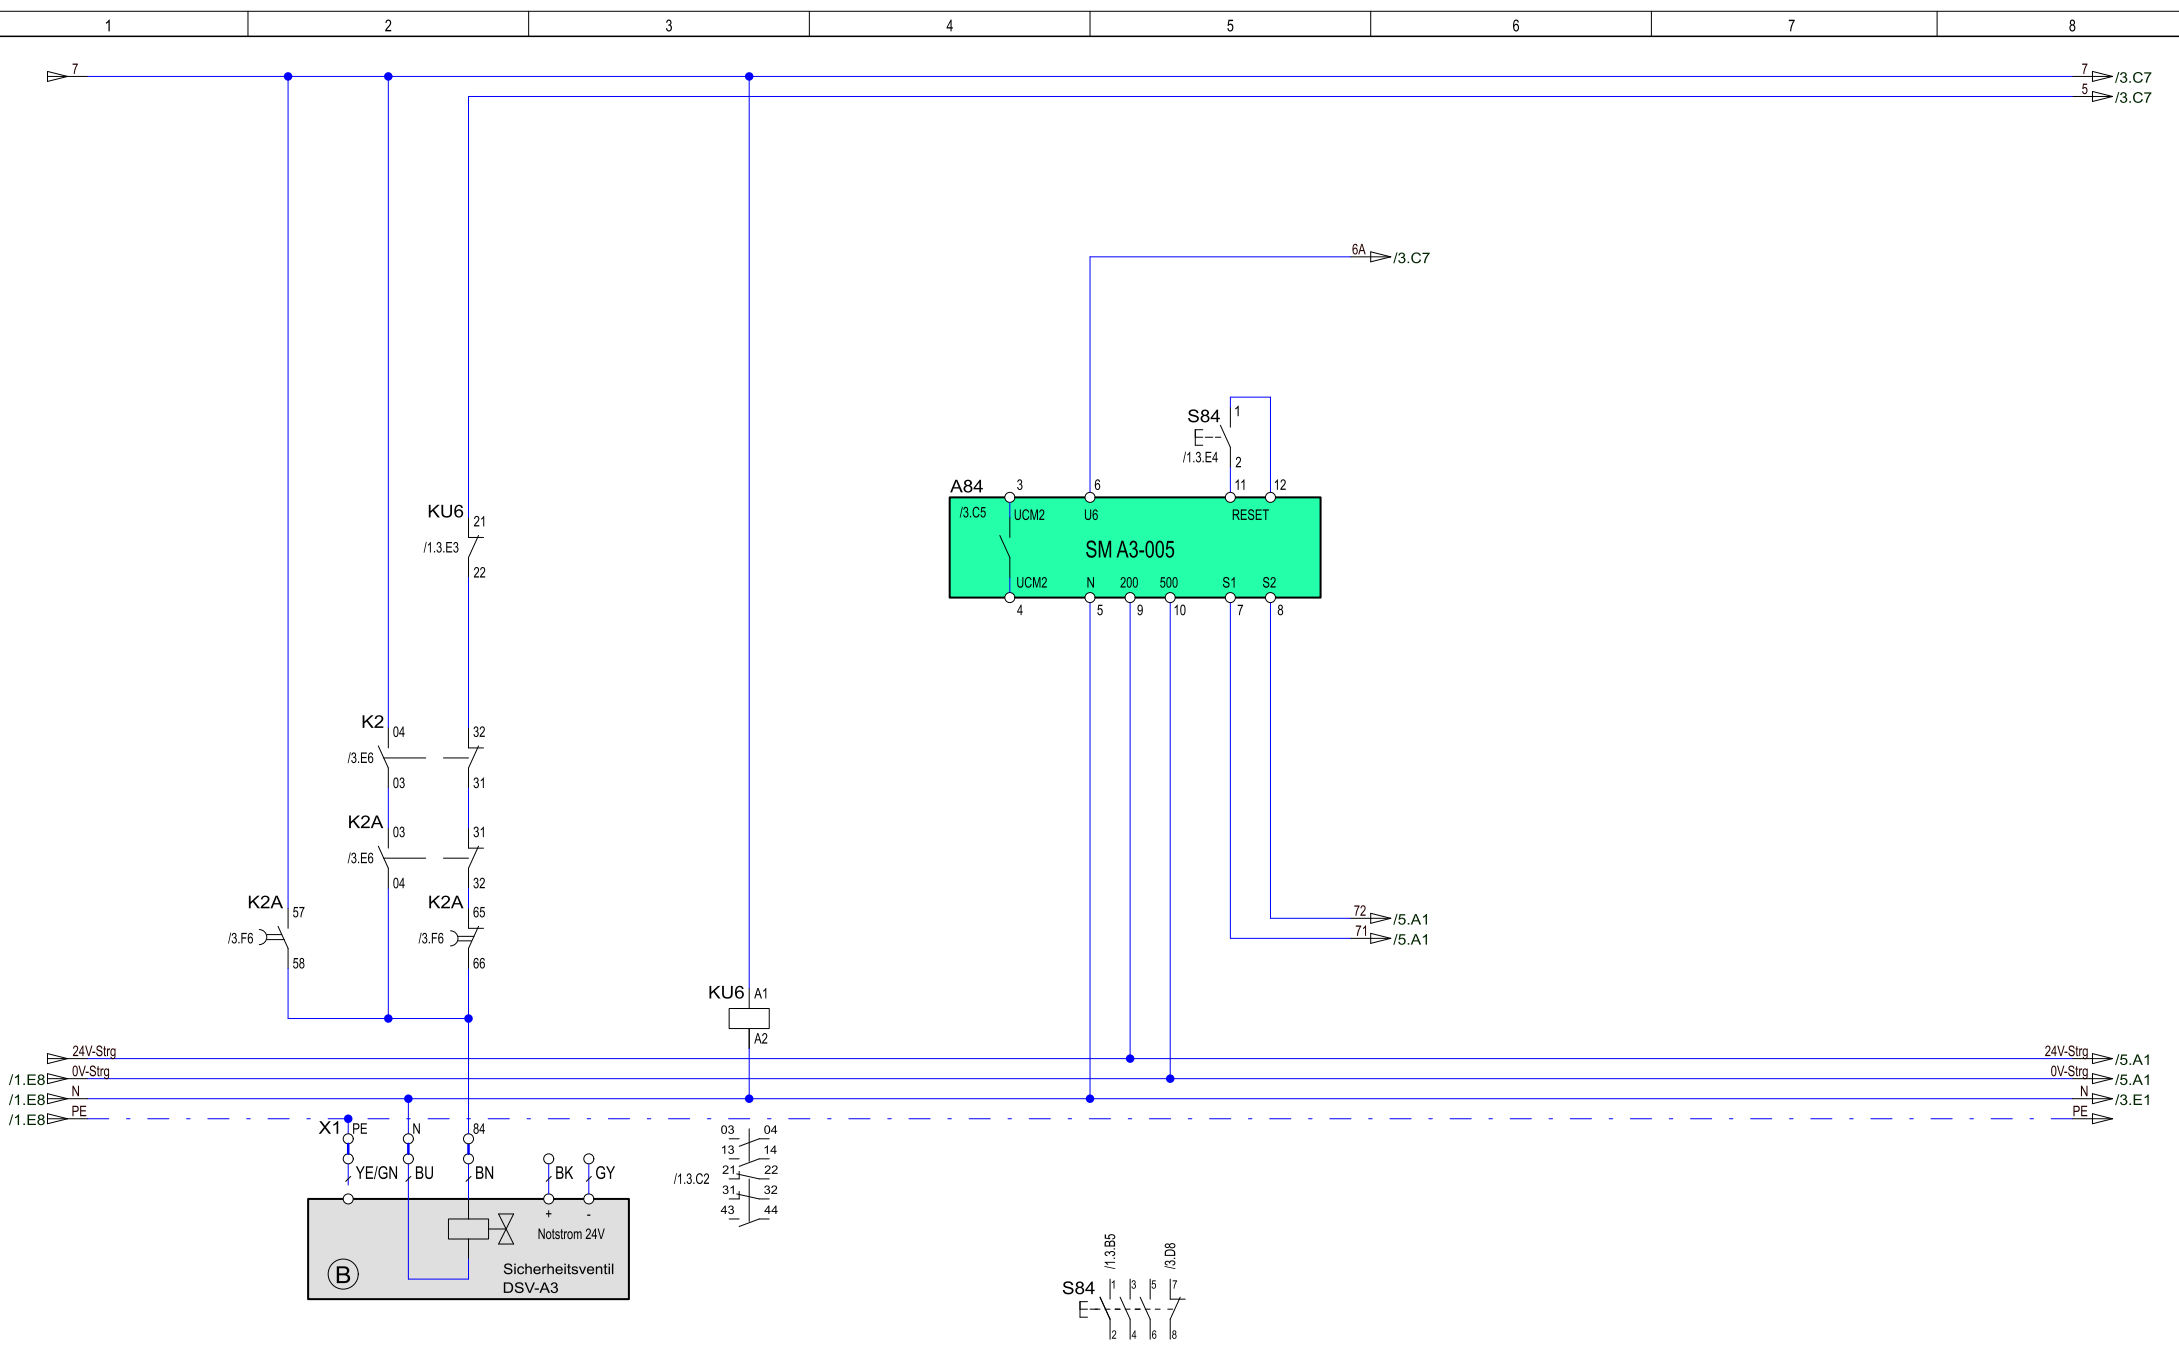 1 2 3 4 5 6 7 8
7 7 /3.C7
5 /3.C7
6A /3.C7
S84 1
/1.3.E4 2
A84 3 6 11 12
/3.C5 UCM2 U6 RESET
SM A3-005
UCM2 N 200 500 S1 S2
4 5 9 10 7 8
KU6 21
/1.3.E3
22
K2 04 32
/3.E6
03 31
K2A 03 31
/3.E6
04 32
K2A 57 K2A 65
/3.F6 /3.F6
58 66
72 /5.A1
71 /5.A1
KU6 A1
A2
24V-Strg 24V-Strg /5.A1
/1.E8 0V-Strg 0V-Strg /5.A1
/1.E8 N N /3.E1
/1.E8 PE PE
X1 PE N 84
YE/GN BU BN BK GY
+ -
Notstrom 24V
B
Sicherheitsventil
DSV-A3
03 04
13 14
/1.3.C2 21 22
31 32
43 44
/1.3.B5 /3.D8
S84 1 3 5 7
2 4 6 8